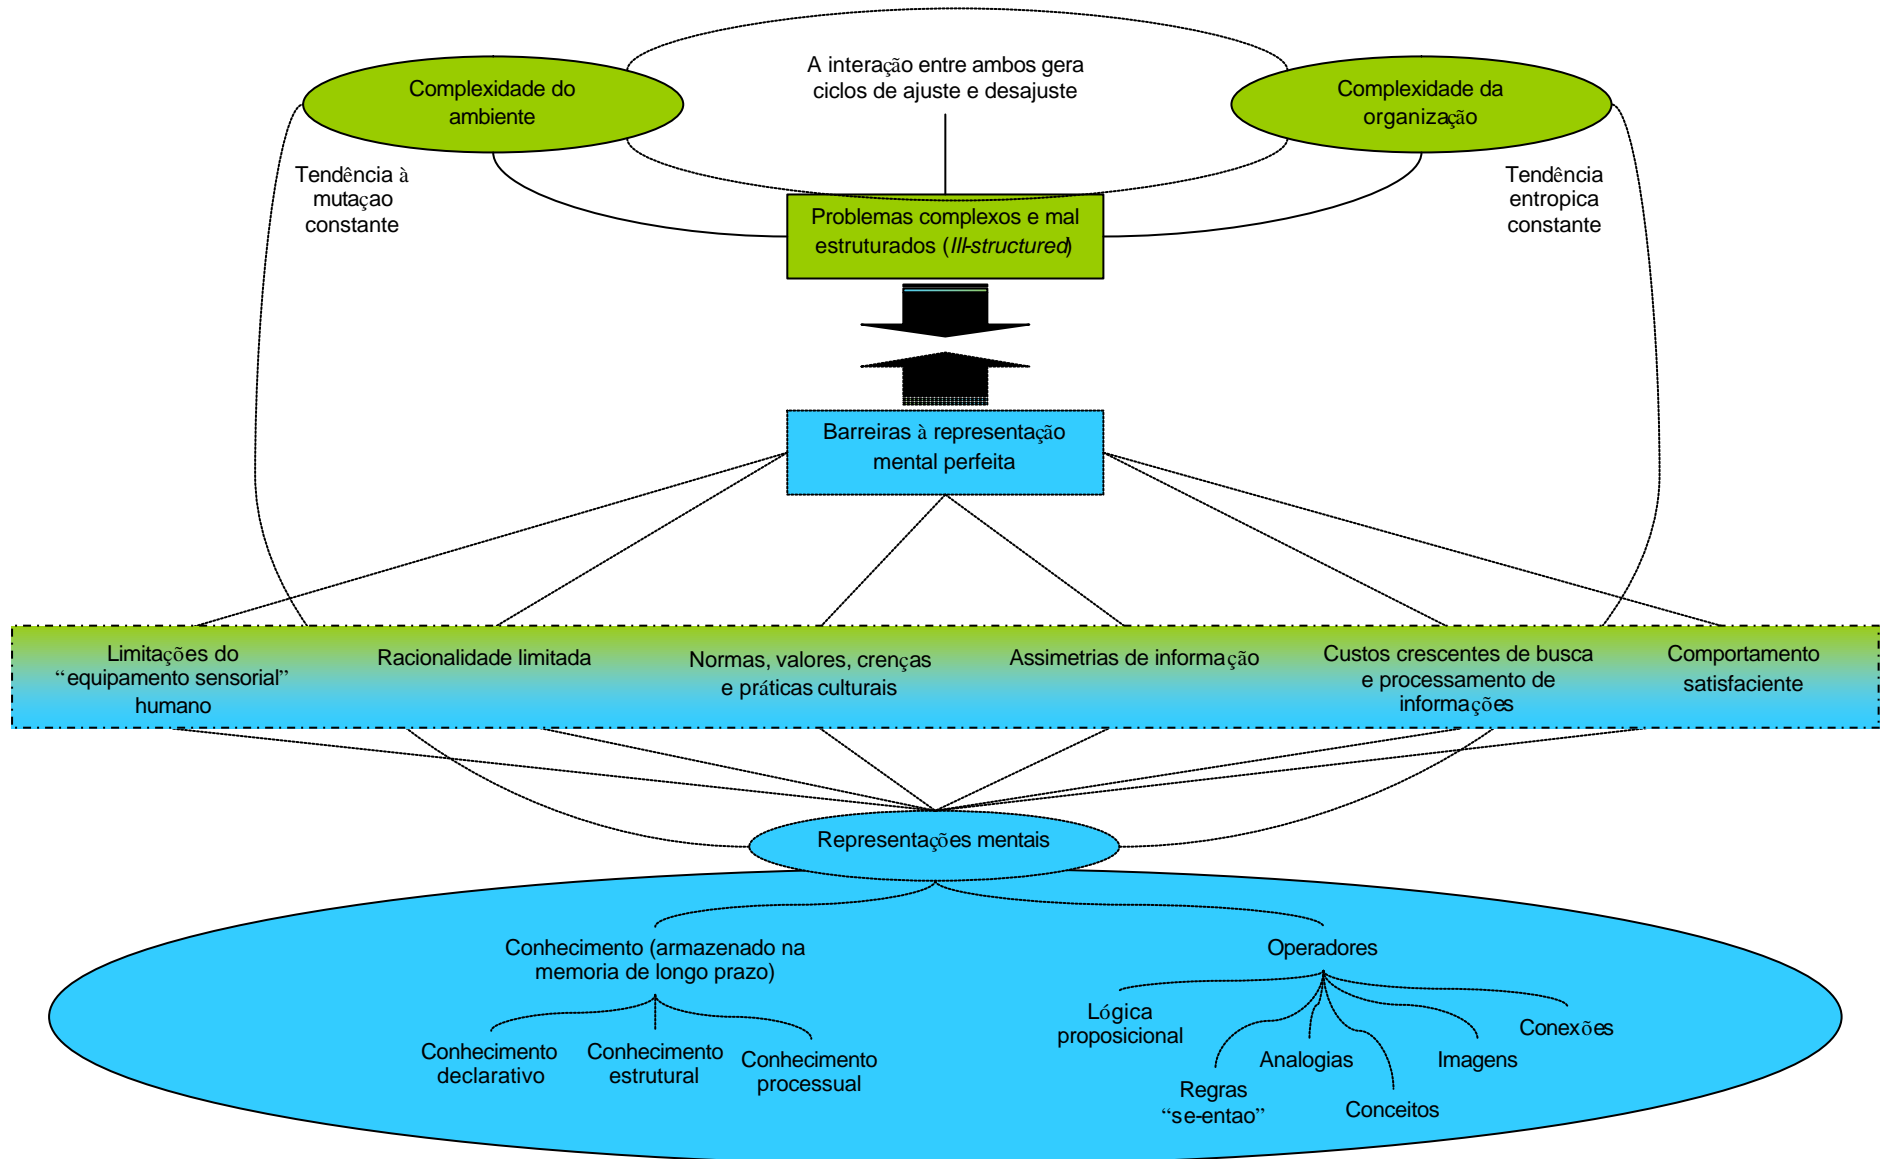 A interação entre ambos gera
ciclos de ajuste e desajuste
Complexidade do
ambiente
Complexidade da
organização
Tendência à
mutaçao
constante
Tendência
entropica
constante
Problemas complexos e mal
estruturados (Ill-structured)
Barreiras à representação
mental perfeita
Limitações do
“equipamento sensorial”
humano
Racionalidade limitada
Normas, valores, crenças
e práticas culturais
Assimetrias de informação
Custos crescentes de busca
e processamento de
informações
Comportamento
satisfaciente
Representações mentais
Conhecimento (armazenado na
memoria de longo prazo)
Operadores
Conhecimento
declarativo
Conhecimento
estrutural
Conhecimento
processual
Lógica
proposicional
Regras
“se-entao”
Analogias
Conceitos
Imagens
Conexões